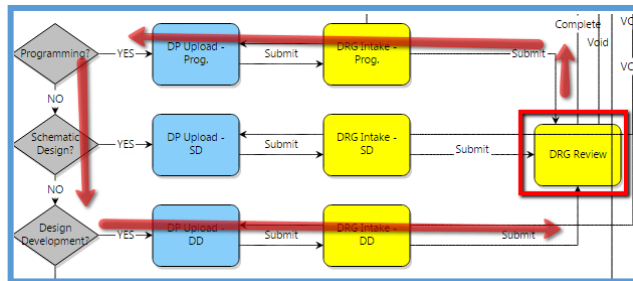 Complete
VO
Void
Programming?
YES
DP Upload -
Prog.
Submit
DRG Intake -
Prog.
Submit
VO
NO
Schematic
Design?
YES
DP Upload -
SD
Submit
DRG Intake -
SD
Submit
DRG Review
NO
Design
Development?
YES
DP Upload -
DD
Submit
DRG Intake -
DD
Submit